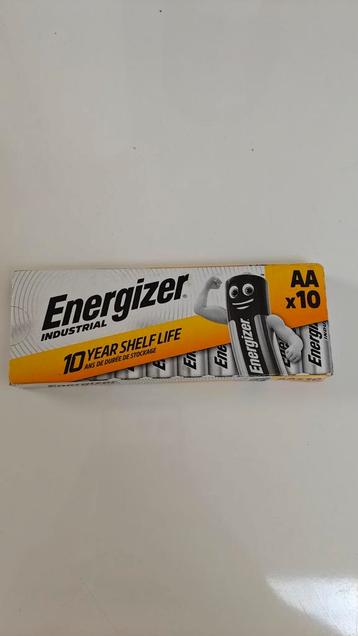 Energizer
INDUSTRIAL
10 YEAR SHELF LIFE
ANS DE DURÉE DE STOCKAGE
AA
x10
Energizer